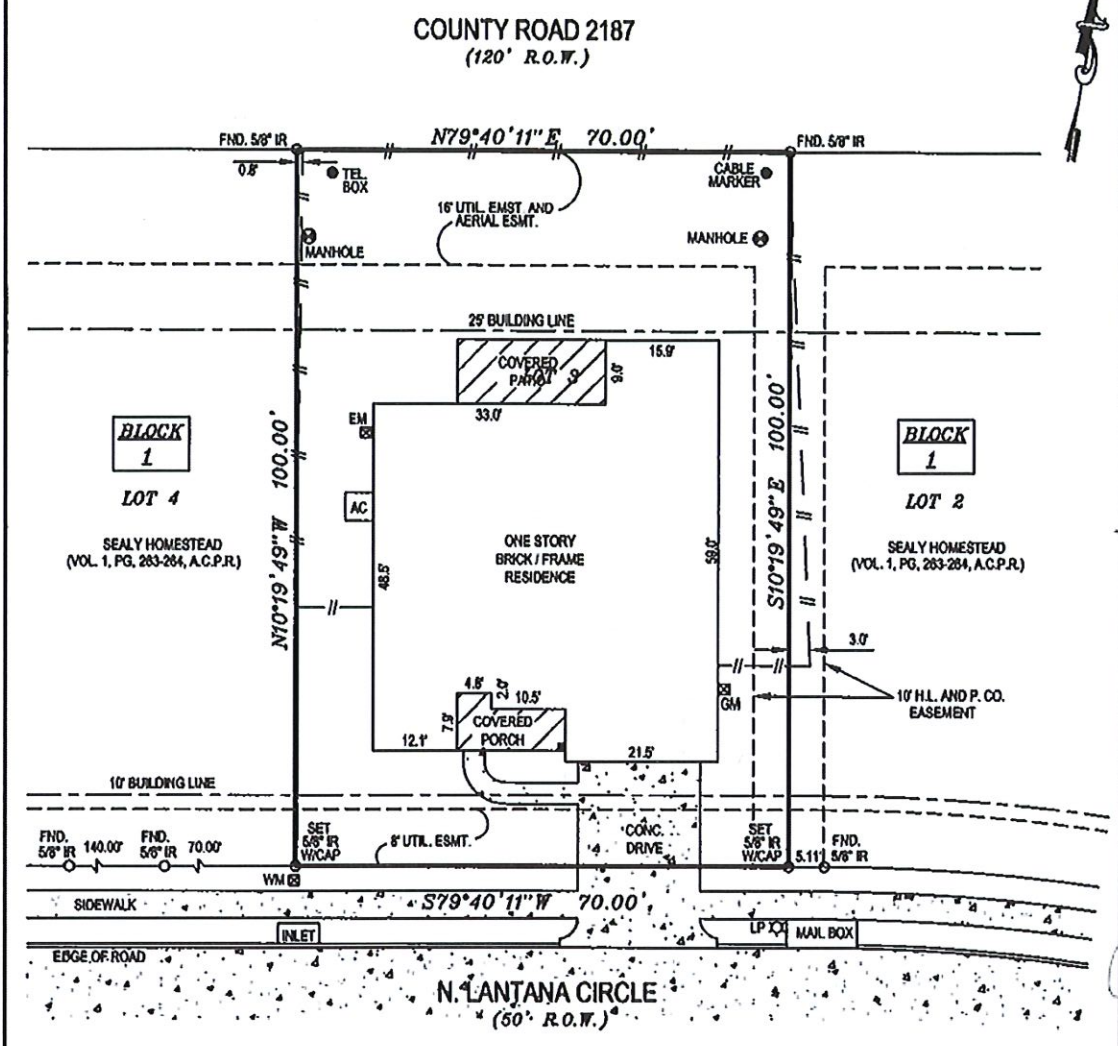 COUNTY ROAD 2187
(120' R.O.W.)
FND. 5/8" IR
N79°40'11"E 70.00'
FND. 5/8" IR
0.8'
TEL.
BOX
CABLE
MARKER
16' UTIL. EMST AND
AERIAL ESMT.
MANHOLE
MANHOLE
25' BUILDING LINE
15.9'
COVERED
PATIO
LOT 3
9.0'
33.0'
EM
BLOCK
1
LOT 4
SEALY HOMESTEAD
(VOL. 1, PG, 263-264, A.C.P.R.)
N10°19'49"W 100.00'
AC
48.5'
ONE STORY
BRICK / FRAME
RESIDENCE
59.0'
S10°19'49"E 100.00'
BLOCK
1
LOT 2
SEALY HOMESTEAD
(VOL. 1, PG, 263-264, A.C.P.R.)
3.0'
10' H.L. AND P. CO.
EASEMENT
GM
4.6'
2.0'
10.5'
7.9'
COVERED
PORCH
12.1'
21.5'
10' BUILDING LINE
FND.
5/8" IR
140.00'
FND.
5/8" IR
70.00'
SET
5/8" IR
W/CAP
8' UTIL. ESMT.
CONC.
DRIVE
SET
5/8" IR
W/CAP
5.11'
FND.
5/8" IR
WM
SIDEWALK
S79°40'11"W 70.00'
INLET
LP
MAIL BOX
EDGE OF ROAD
N. LANTANA CIRCLE
(50' R.O.W.)